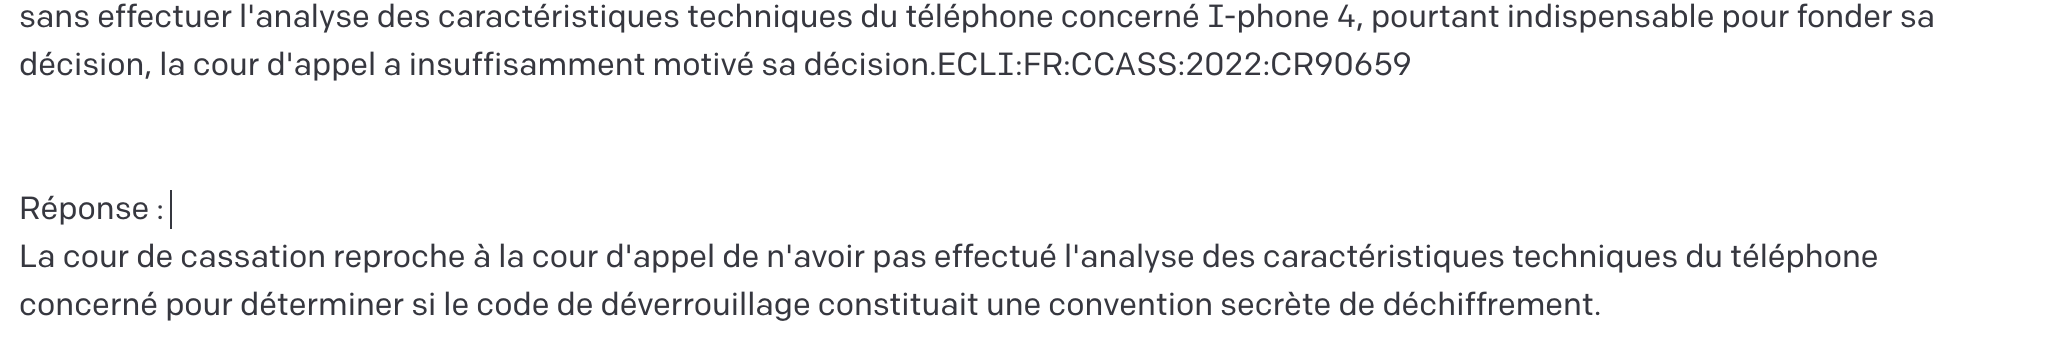 sans effectuer l'analyse des caractéristiques techniques du téléphone concerné I-phone 4, pourtant indispensable pour fonder sa
décision, la cour d'appel a insuffisamment motivé sa décision.ECLI:FR:CCASS:2022:CR90659
Réponse :
La cour de cassation reproche à la cour d'appel de n'avoir pas effectué l'analyse des caractéristiques techniques du téléphone
concerné pour déterminer si le code de déverrouillage constituait une convention secrète de déchiffrement.